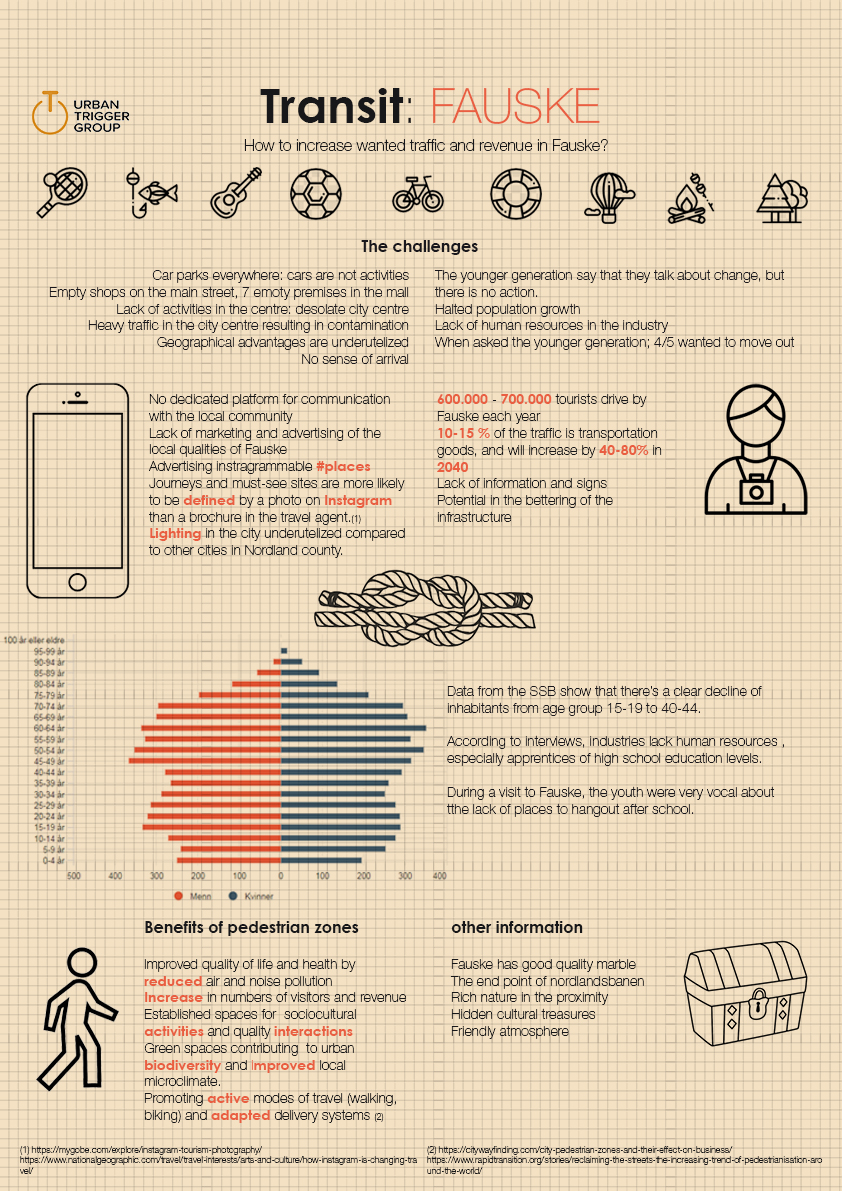 URBAN
TRIGGER
GROUP
Transit: FAUSKE
How to increase wanted traffic and revenue in Fauske?
The challenges
Car parks everywhere: cars are not activities
Empty shops on the main street, 7 emoty premises in the mall
Lack of activities in the centre: desolate city centre
Heavy traffic in the city centre resulting in contamination
Geographical advantages are underutelized
No sense of arrival
The younger generation say that they talk about change, but
there is no action.
Halted population growth
Lack of human resources in the industry
When asked the younger generation; 4/5 wanted to move out
No dedicated platform for communication
with the local community
Lack of marketing and advertising of the
local qualities of Fauske
Advertising instragrammable #places
Journeys and must-see sites are more likely
to be defined by a photo on Instagram
than a brochure in the travel agent.(1)
Lighting in the city underutelized compared
to other cities in Nordland county.
600.000 - 700.000 tourists drive by
Fauske each year
10-15 % of the traffic is transportation
goods, and will increase by 40-80% in
2040
Lack of information and signs
Potential in the bettering of the
infrastructure
100 år eller eldre
95-99 år
90-94 år
85-89 år
80-84 år
75-79 år
70-74 år
65-69 år
60-64 år
55-59 år
50-54 år
45-49 år
40-44 år
35-39 år
30-34 år
25-29 år
20-24 år
15-19 år
10-14 år
5-9 år
0-4 år
500 400 300 200 100 0 100 200 300 400
Menn Kvinner
Data from the SSB show that there's a clear decline of
inhabitants from age group 15-19 to 40-44.
According to interviews, industries lack human resources ,
especially apprentices of high school education levels.
During a visit to Fauske, the youth were very vocal about
tthe lack of places to hangout after school.
Benefits of pedestrian zones
Improved quality of life and health by
reduced air and noise pollution
Increase in numbers of visitors and revenue
Established spaces for sociocultural
activities and quality interactions
Green spaces contributing to urban
biodiversity and improved local
microclimate.
Promoting active modes of travel (walking,
biking) and adapted delivery systems (2)
other information
Fauske has good quality marble
The end point of nordlandsbanen
Rich nature in the proximity
Hidden cultural treasures
Friendly atmosphere
(1) https://mygobe.com/explore/instagram-tourism-photography/
https://www.nationalgeographic.com/travel/travel-interests/arts-and-culture/how-instagram-is-changing-tra
vel/
(2) https://citywayfinding.com/city-pedestrian-zones-and-their-effect-on-business/
https://www.rapidtransition.org/stories/reclaiming-the-streets-the-increasing-trend-of-pedestrianisation-aro
und-the-world/